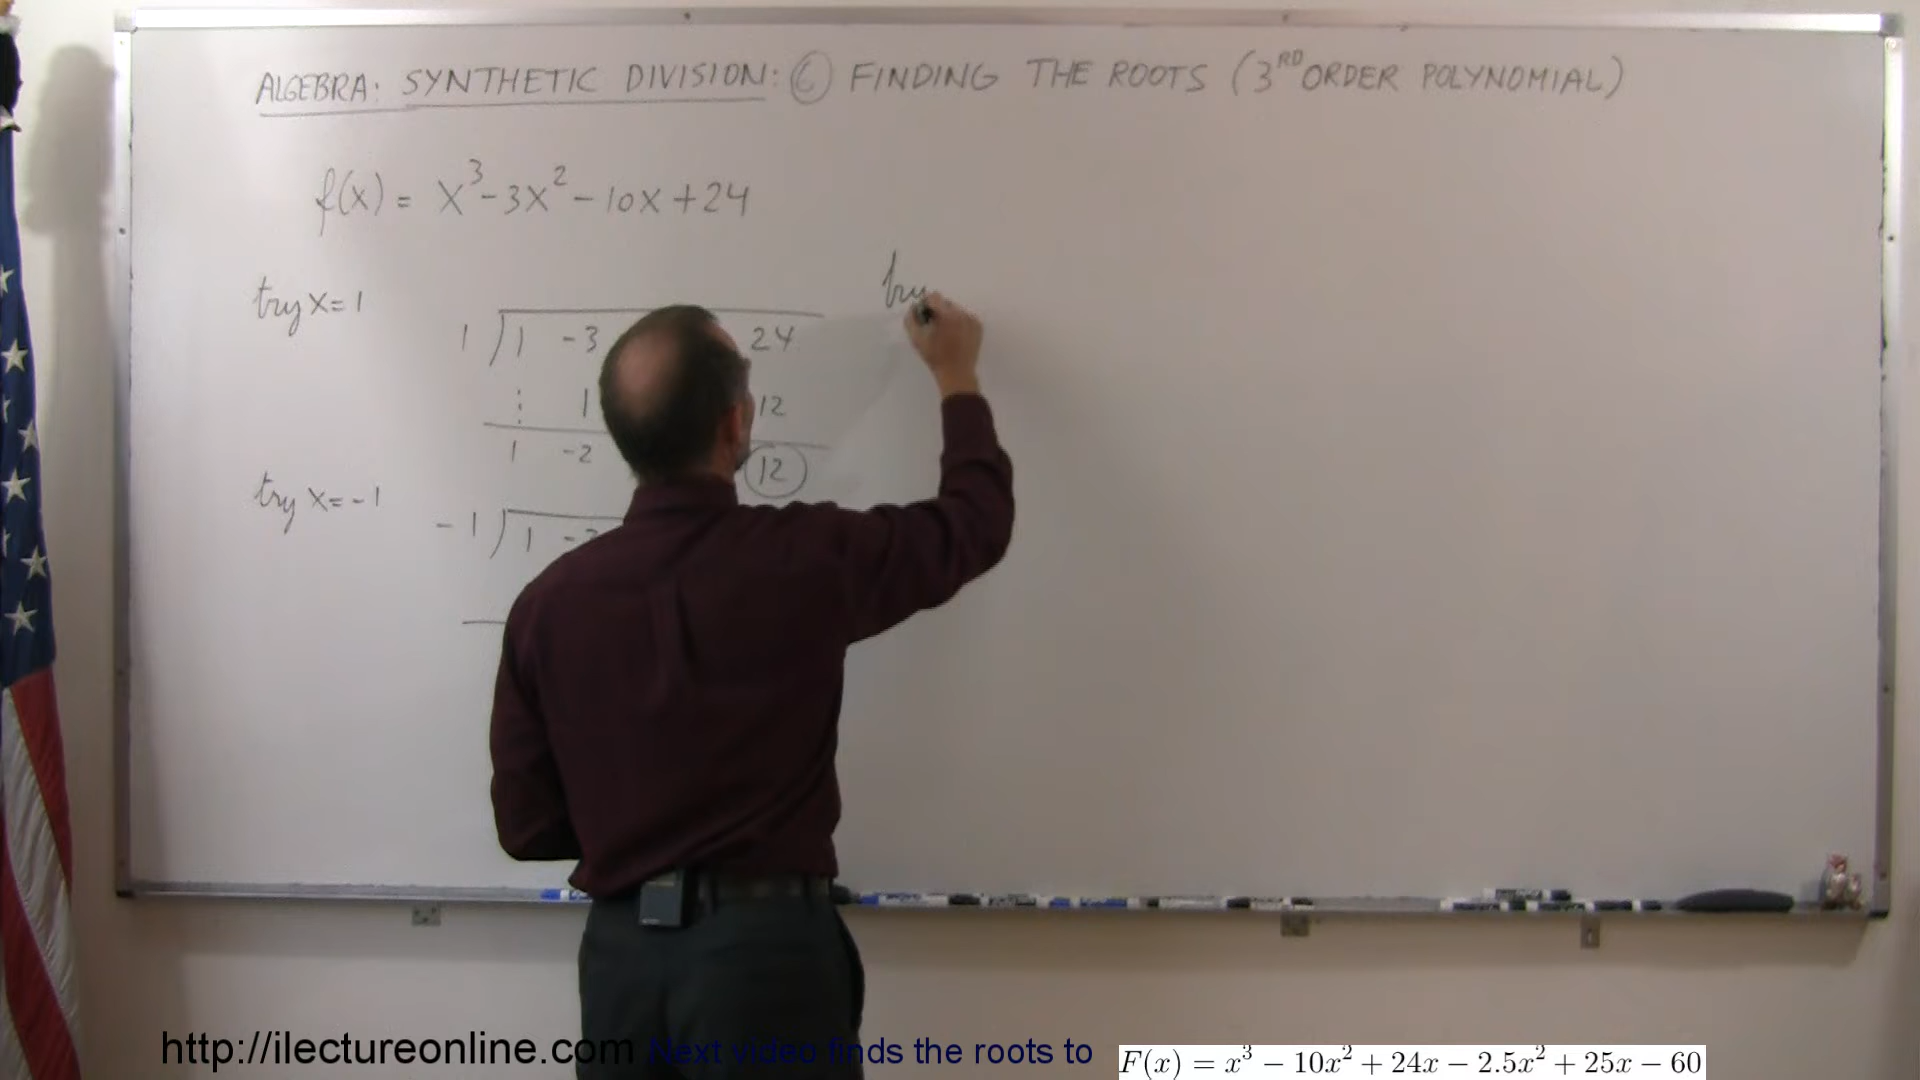 ALGEBRA: SYNTHETIC DIVISION: 6 FINDING THE ROOTS (3RD ORDER POLYNOMIAL)
f(x) = x³ - 3x² - 10x + 24
try x = 1
try
1 ) 1 -3 24
⋮ 1 12
1 -2 12
try x = -1
-1 ) 1 -3
http://ilectureonline.com Next video finds the roots to F(x) = x³ − 10x² + 24x − 2.5x² + 25x − 60